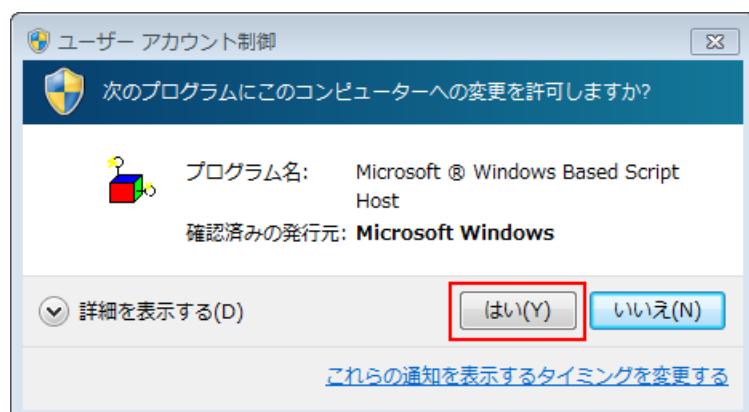 ユーザー アカウント制御
次のプログラムにこのコンピューターへの変更を許可しますか?
プログラム名: Microsoft ® Windows Based Script
Host
確認済みの発行元: Microsoft Windows
詳細を表示する(D) はい(Y) いいえ(N)
これらの通知を表示するタイミングを変更する